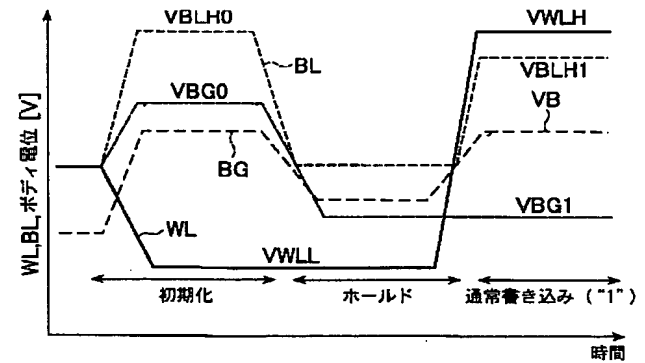 VBLH0
VWLH
BL
VBG0
VBLH1
VB
BG
VBG1
WL
VWLL
WL,BL,ボディ電位 [V]
初期化
ホールド
通常書き込み ("1")
時間